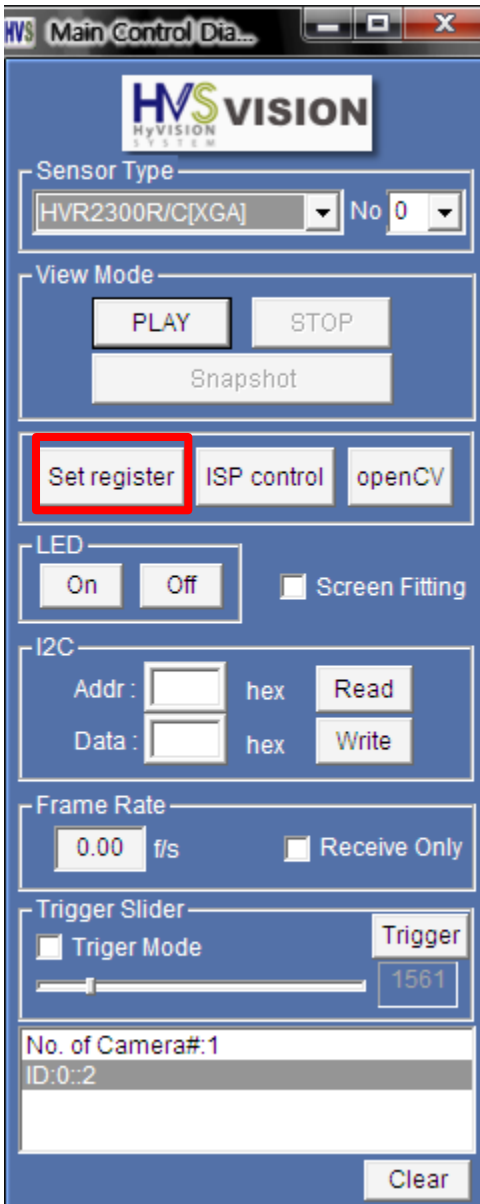 HVS Main Control Dia...
HVS VISION
HyVISION
SYSTEM
Sensor Type
HVR2300R/C[XGA] No 0
View Mode
PLAY STOP
Snapshot
Set register ISP control openCV
LED
On Off Screen Fitting
I2C
Addr : hex Read
Data : hex Write
Frame Rate
0.00 f/s Receive Only
Trigger Slider
Triger Mode Trigger
1561
No. of Camera#:1
ID:0::2
Clear